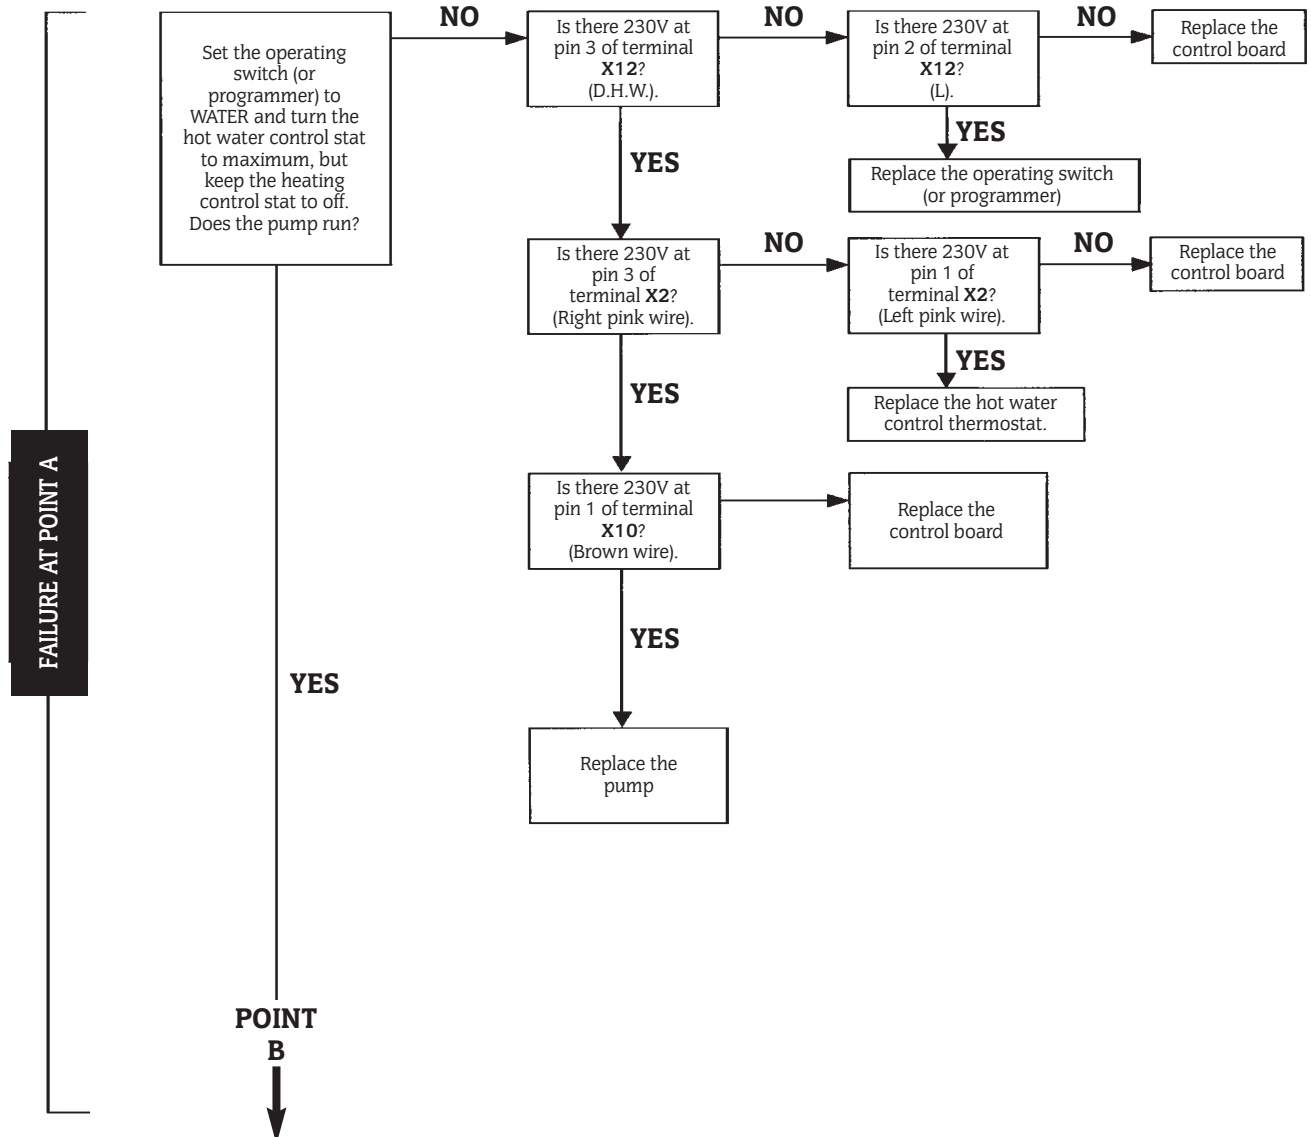 FAILURE AT POINT A
Set the operating
switch (or
programmer) to
WATER and turn the
hot water control stat
to maximum, but
keep the heating
control stat to off.
Does the pump run?
NO
Is there 230V at
pin 3 of terminal
X12?
(D.H.W.).
NO
Is there 230V at
pin 2 of terminal
X12?
(L).
NO
Replace the
control board
YES
Replace the operating switch
(or programmer)
YES
Is there 230V at
pin 3 of
terminal X2?
(Right pink wire).
NO
Is there 230V at
pin 1 of
terminal X2?
(Left pink wire).
NO
Replace the
control board
YES
Replace the hot water
control thermostat.
YES
Is there 230V at
pin 1 of terminal
X10?
(Brown wire).
Replace the
control board
YES
Replace the
pump
YES
POINT
B